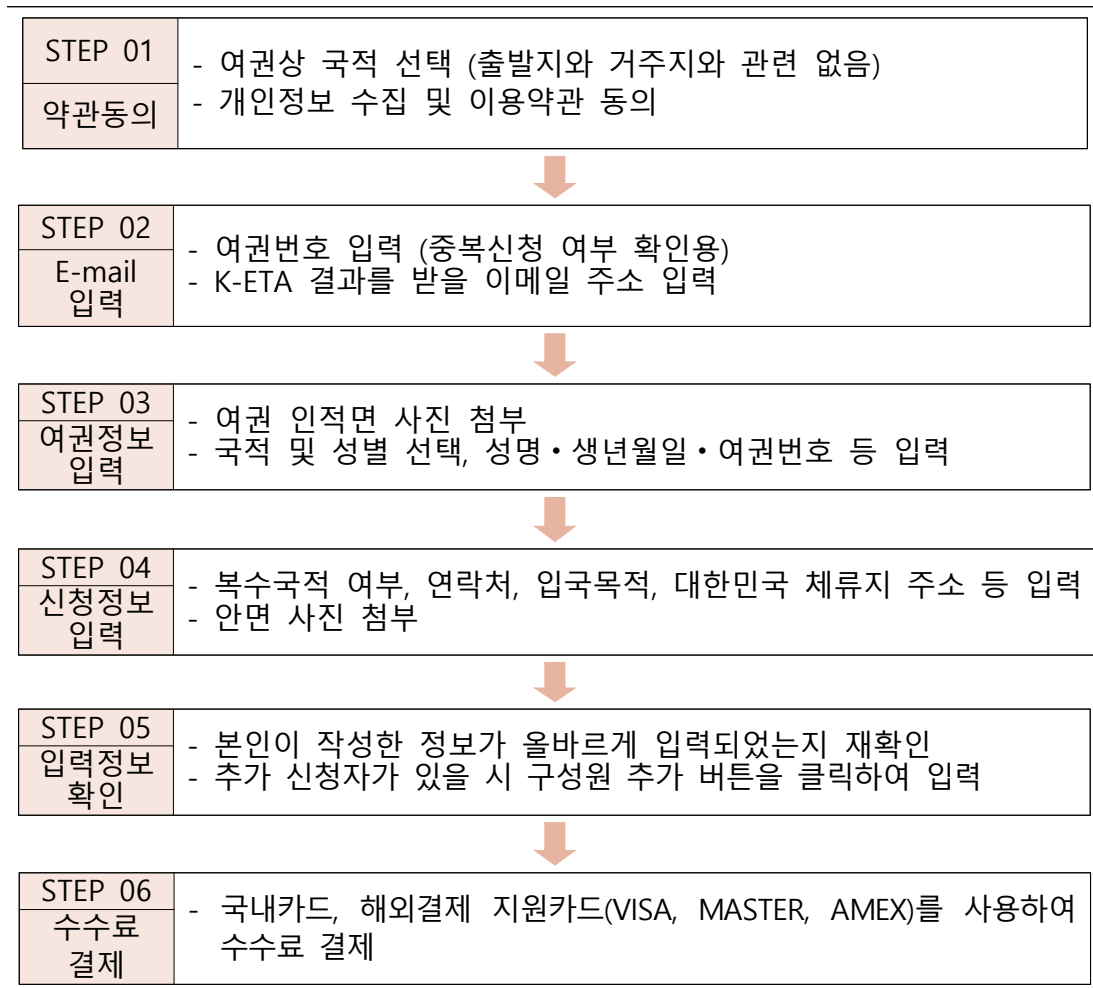 STEP 01
약관동의
- 여권상 국적 선택 (출발지와 거주지와 관련 없음)
- 개인정보 수집 및 이용약관 동의
STEP 02
E-mail
입력
- 여권번호 입력 (중복신청 여부 확인용)
- K-ETA 결과를 받을 이메일 주소 입력
STEP 03
여권정보
입력
- 여권 인적면 사진 첨부
- 국적 및 성별 선택, 성명•생년월일•여권번호 등 입력
STEP 04
신청정보
입력
- 복수국적 여부, 연락처, 입국목적, 대한민국 체류지 주소 등 입력
- 안면 사진 첨부
STEP 05
입력정보
확인
- 본인이 작성한 정보가 올바르게 입력되었는지 재확인
- 추가 신청자가 있을 시 구성원 추가 버튼을 클릭하여 입력
STEP 06
수수료
결제
- 국내카드, 해외결제 지원카드(VISA, MASTER, AMEX)를 사용하여
수수료 결제